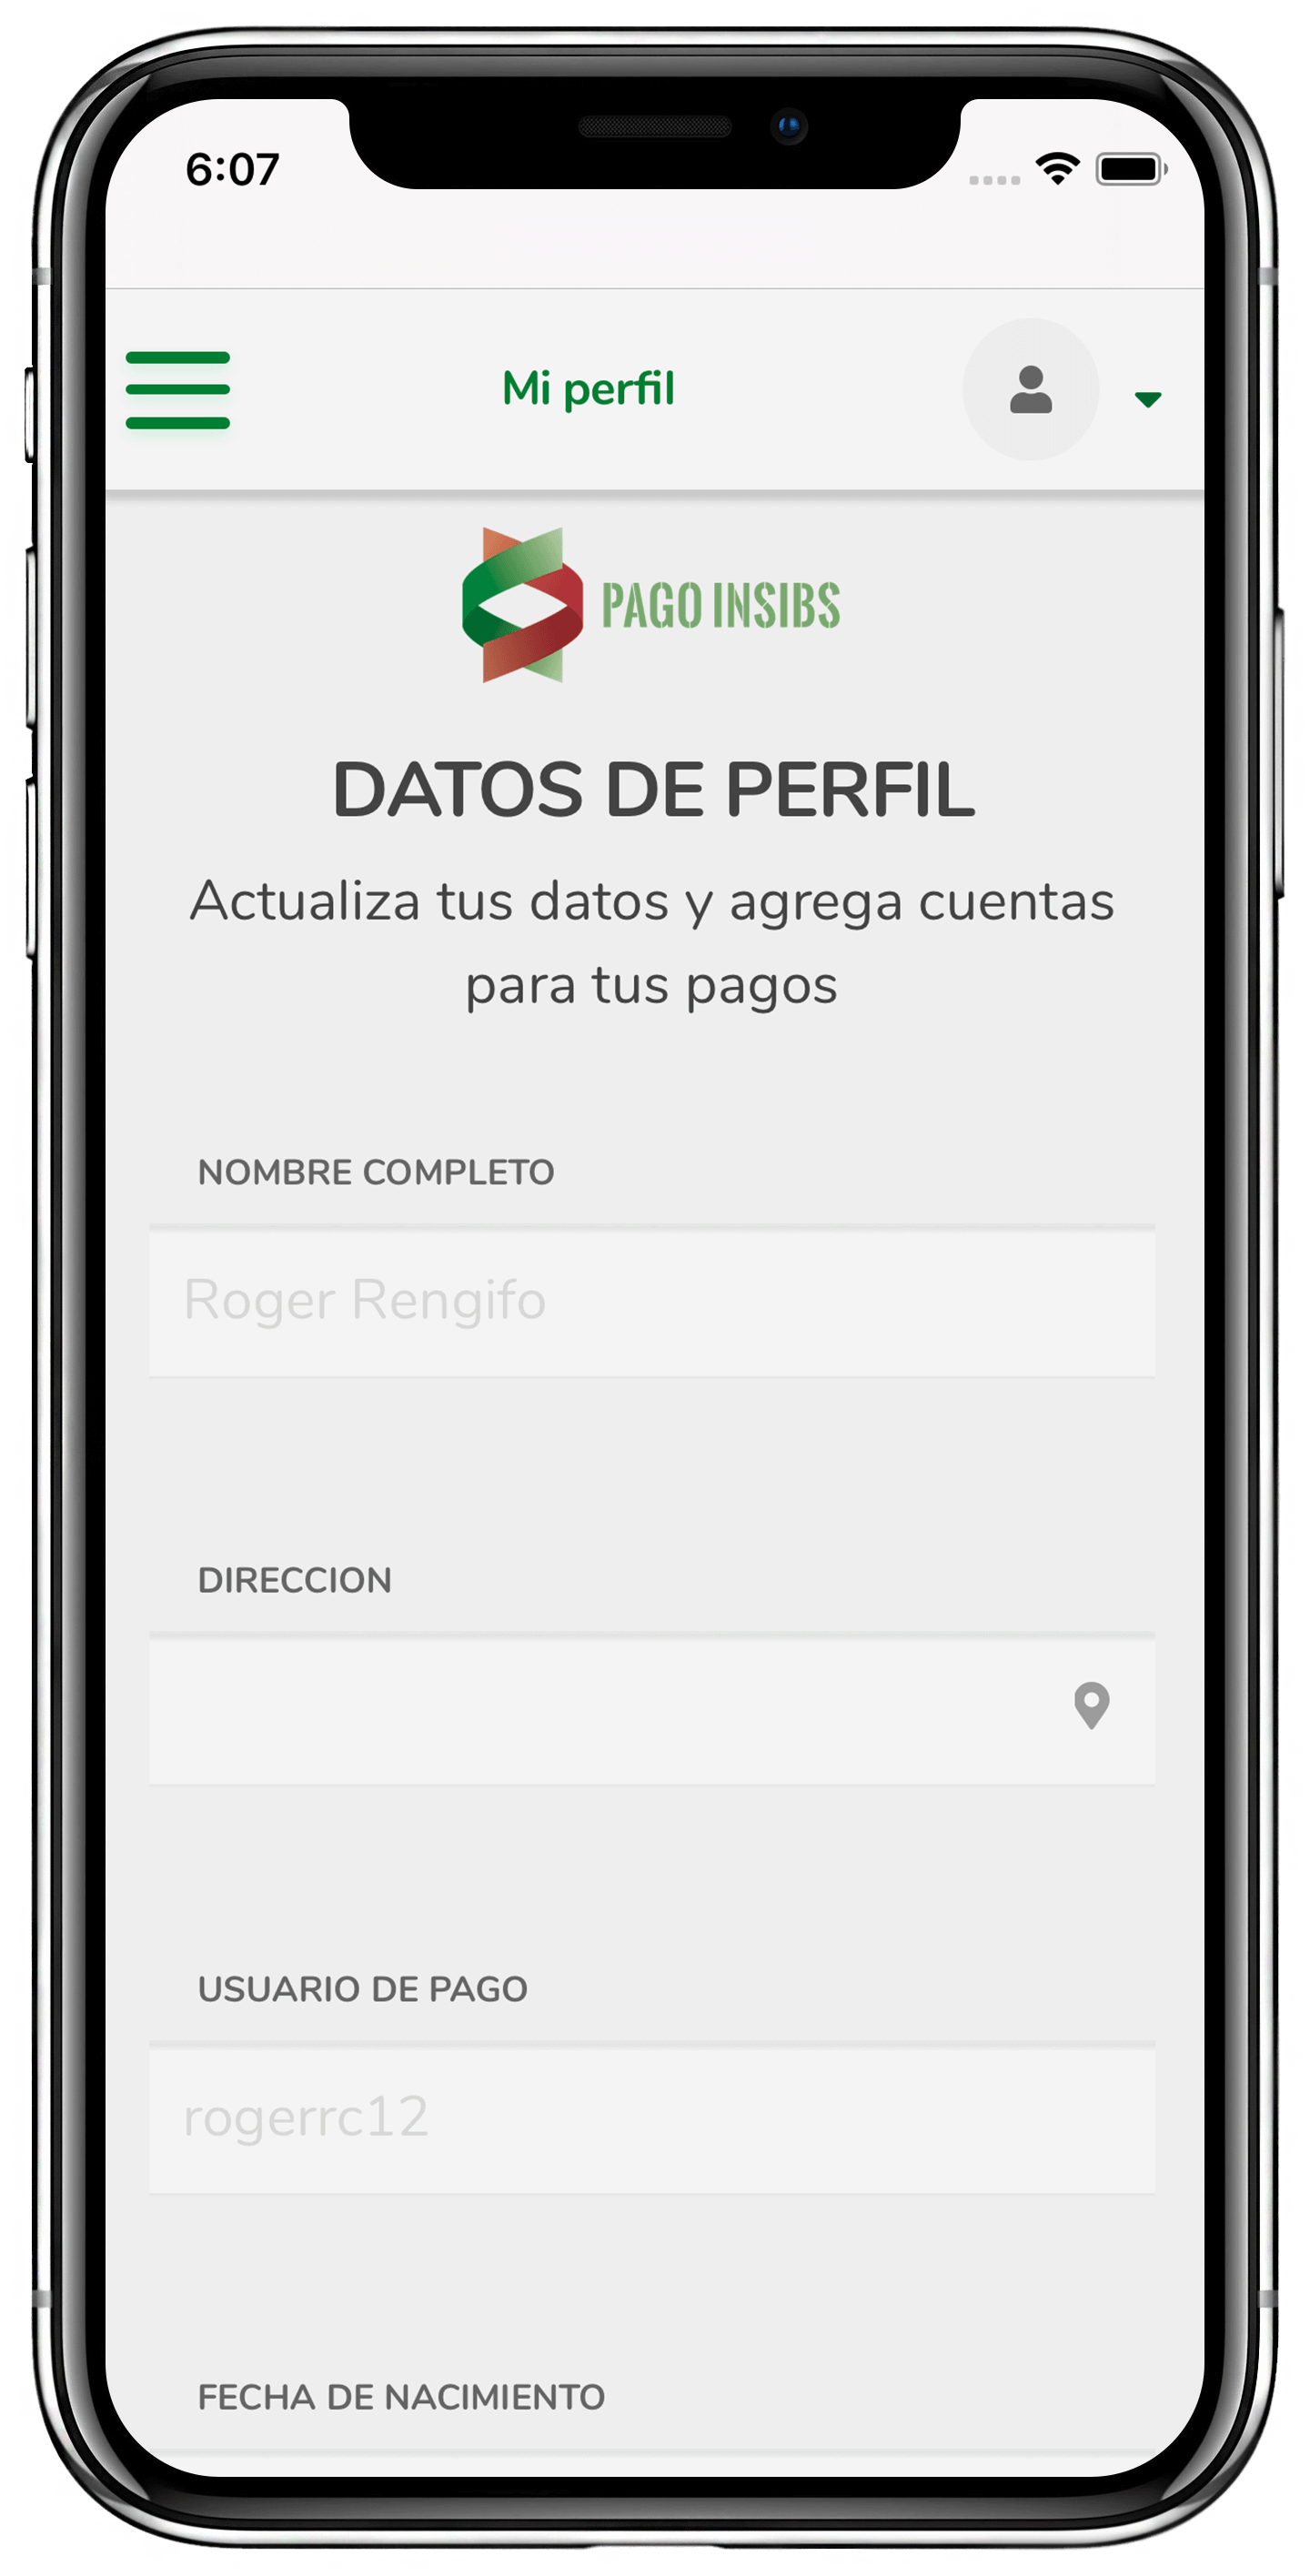 6:07
Mi perfil
PAGO INSIBS
DATOS DE PERFIL
Actualiza tus datos y agrega cuentas
para tus pagos
NOMBRE COMPLETO
Roger Rengifo
DIRECCION
USUARIO DE PAGO
rogerrc12
FECHA DE NACIMIENTO